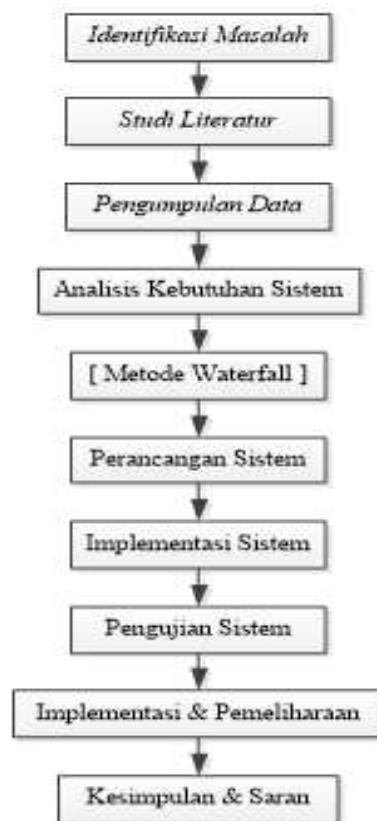 Identifikasi Masalah
Studi Literatur
Pengumpulan Data
Analisis Kebutuhan Sistem
[ Metode Waterfall ]
Perancangan Sistem
Implementasi Sistem
Pengujian Sistem
Implementasi & Pemeliharaan
Kesimpulan & Saran